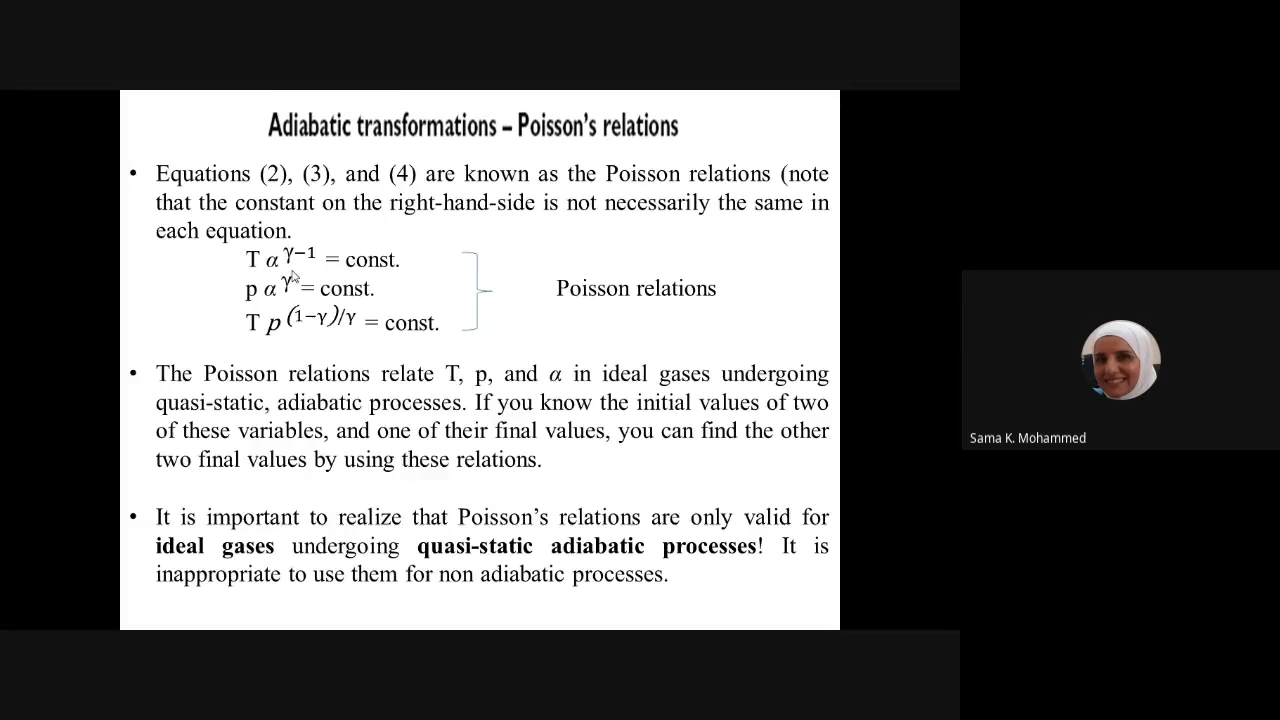 Adiabatic transformations – Poisson's relations
• Equations (2), (3), and (4) are known as the Poisson relations (note
that the constant on the right-hand-side is not necessarily the same in
each equation.
T α^γ−1 = const.
p α^γ = const.
Poisson relations
T p^(1−γ)/γ = const.
• The Poisson relations relate T, p, and α in ideal gases undergoing
quasi-static, adiabatic processes. If you know the initial values of two
of these variables, and one of their final values, you can find the other
two final values by using these relations.
• It is important to realize that Poisson's relations are only valid for
ideal gases undergoing quasi-static adiabatic processes! It is
inappropriate to use them for non adiabatic processes.
Sama K. Mohammed